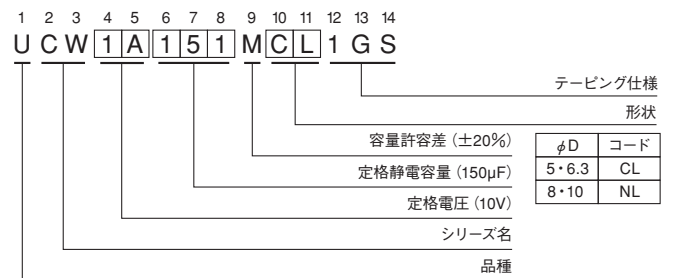 1 2 3 4 5 6 7 8 9 10 11 12 13 14
U C W 1 A 1 5 1 M C L 1 G S
テーピング仕様
形状
容量許容差 (±20%)
定格静電容量 (150µF)
定格電圧 (10V)
シリーズ名
品種
φD コード
5・6.3 CL
8・10 NL